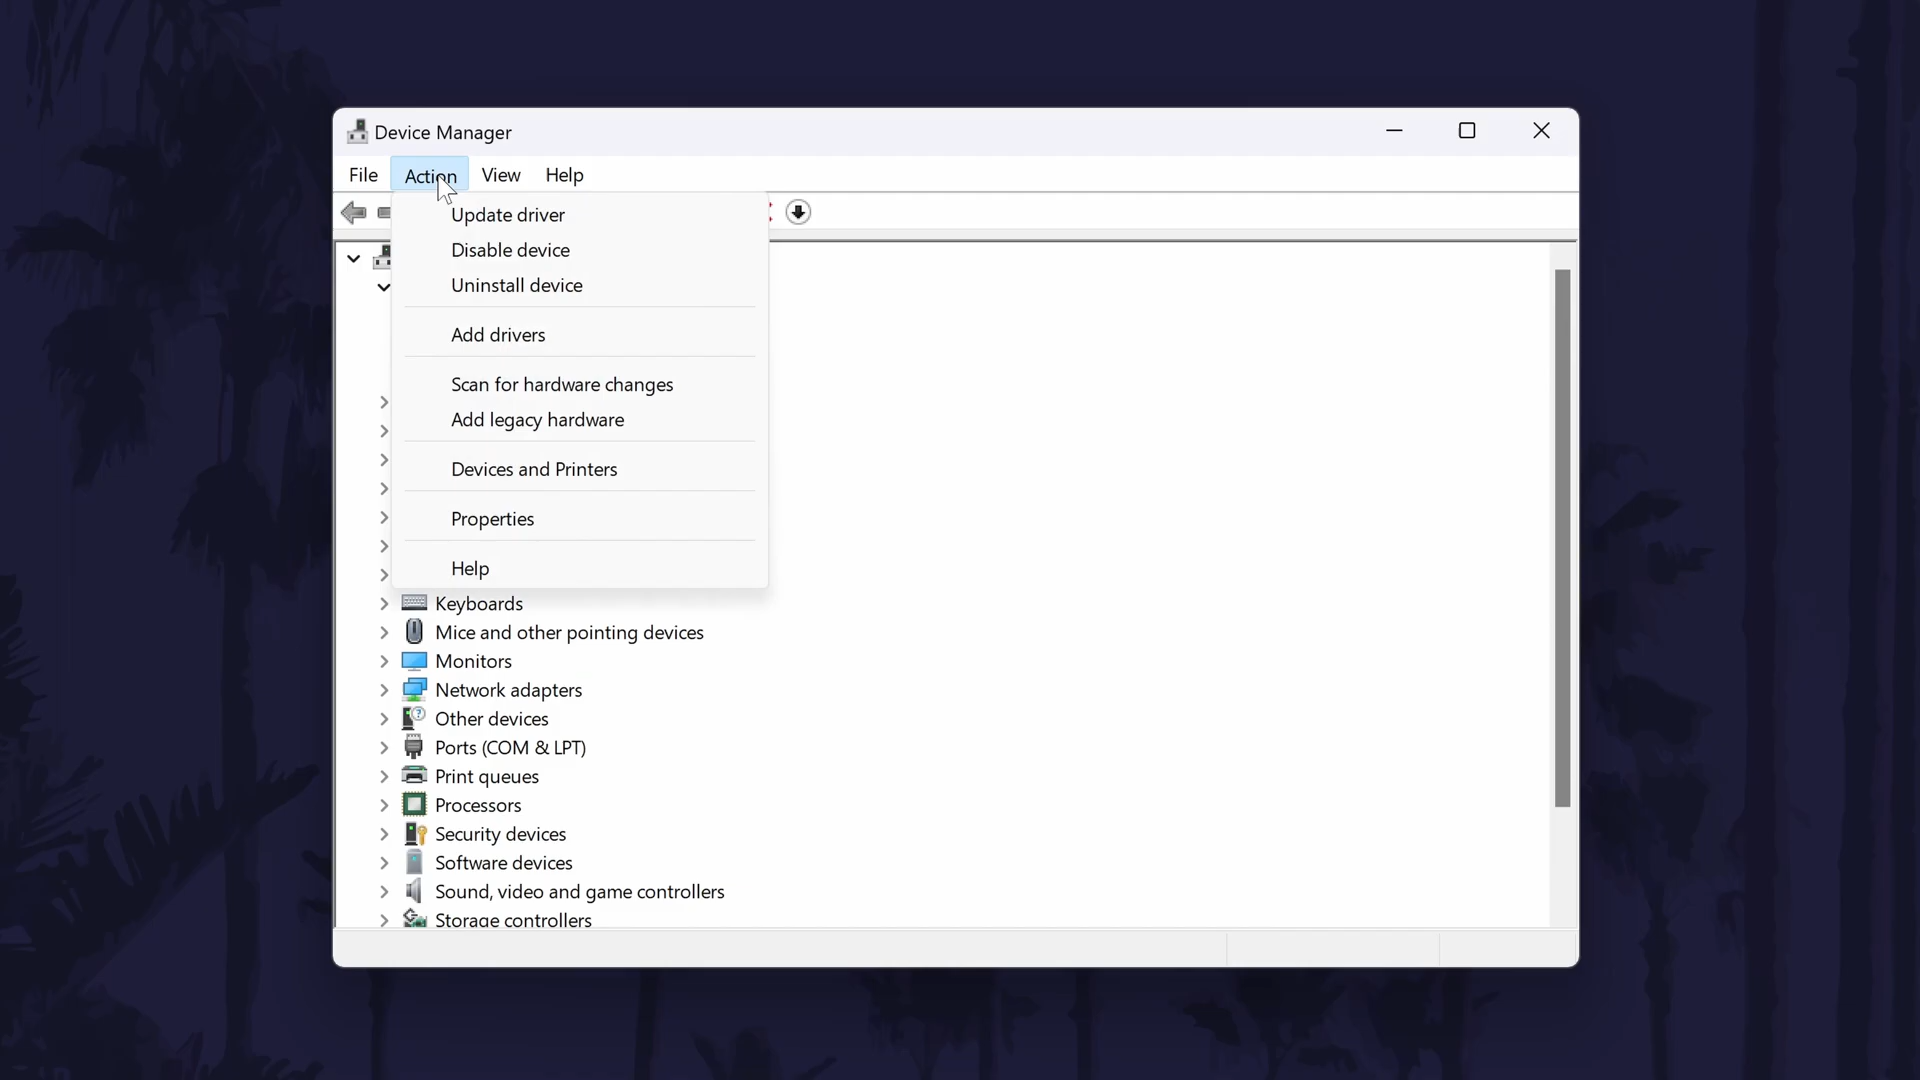 Device Manager
File Action View Help
Update driver
Disable device
Uninstall device
Add drivers
Scan for hardware changes
Add legacy hardware
Devices and Printers
Properties
Help
Keyboards
Mice and other pointing devices
Monitors
Network adapters
Other devices
Ports (COM & LPT)
Print queues
Processors
Security devices
Software devices
Sound, video and game controllers
Storage controllers